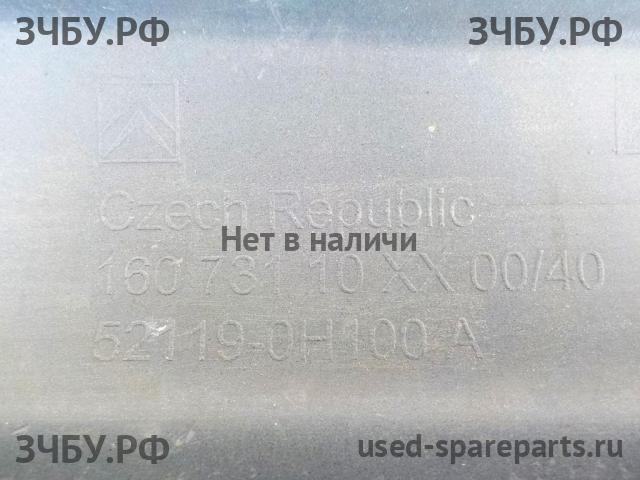 ЗЧБУ.РФ ЗЧБУ.РФ
Czech Republic
Нет в наличи
160 731 10 XX 00/40
52119-0H100 A
ЗЧБУ.РФ used-spareparts.ru